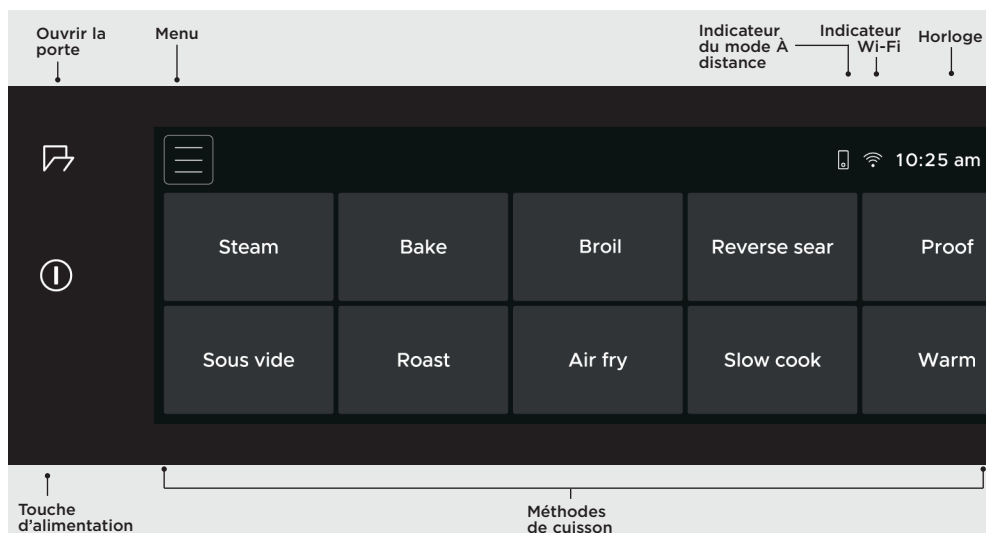 Ouvrir la
porte
Menu
Indicateur
du mode À
distance
Indicateur
Wi-Fi
Horloge
10:25 am
Steam
Bake
Broil
Reverse sear
Proof
Sous vide
Roast
Air fry
Slow cook
Warm
Touche
d'alimentation
Méthodes
de cuisson